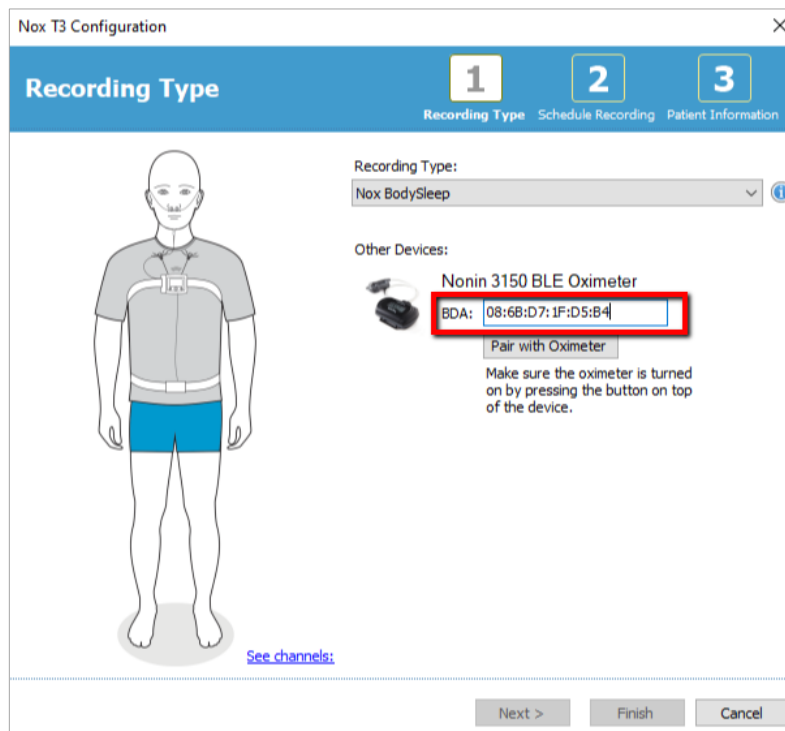 Nox T3 Configuration
Recording Type
1
Recording Type
2
Schedule Recording
3
Patient Information
Recording Type:
Nox BodySleep
Other Devices:
Nonin 3150 BLE Oximeter
BDA: 08:6B:D7:1F:D5:B4
Pair with Oximeter
Make sure the oximeter is turned
on by pressing the button on top
of the device.
See channels:
Next >
Finish
Cancel